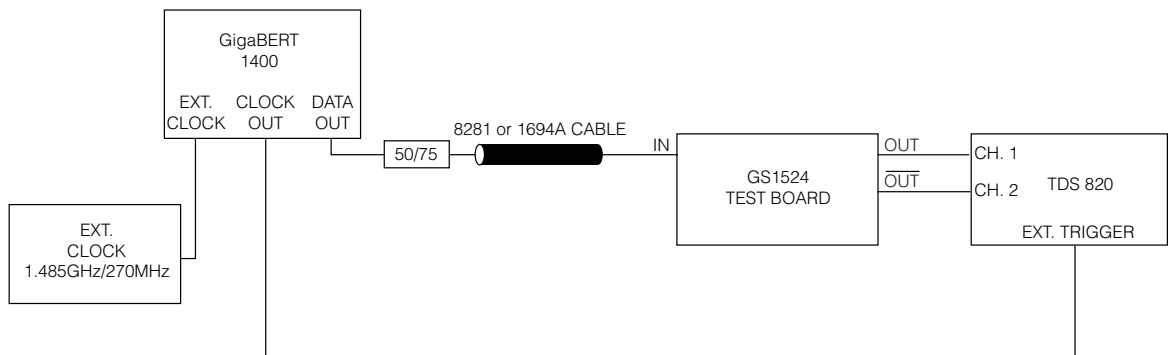 GigaBERT
1400
EXT. CLOCK DATA
CLOCK OUT OUT
8281 or 1694A CABLE
50/75
IN
GS1524
TEST BOARD
OUT
OUT
CH. 1
CH. 2
TDS 820
EXT. TRIGGER
EXT.
CLOCK
1.485GHz/270MHz